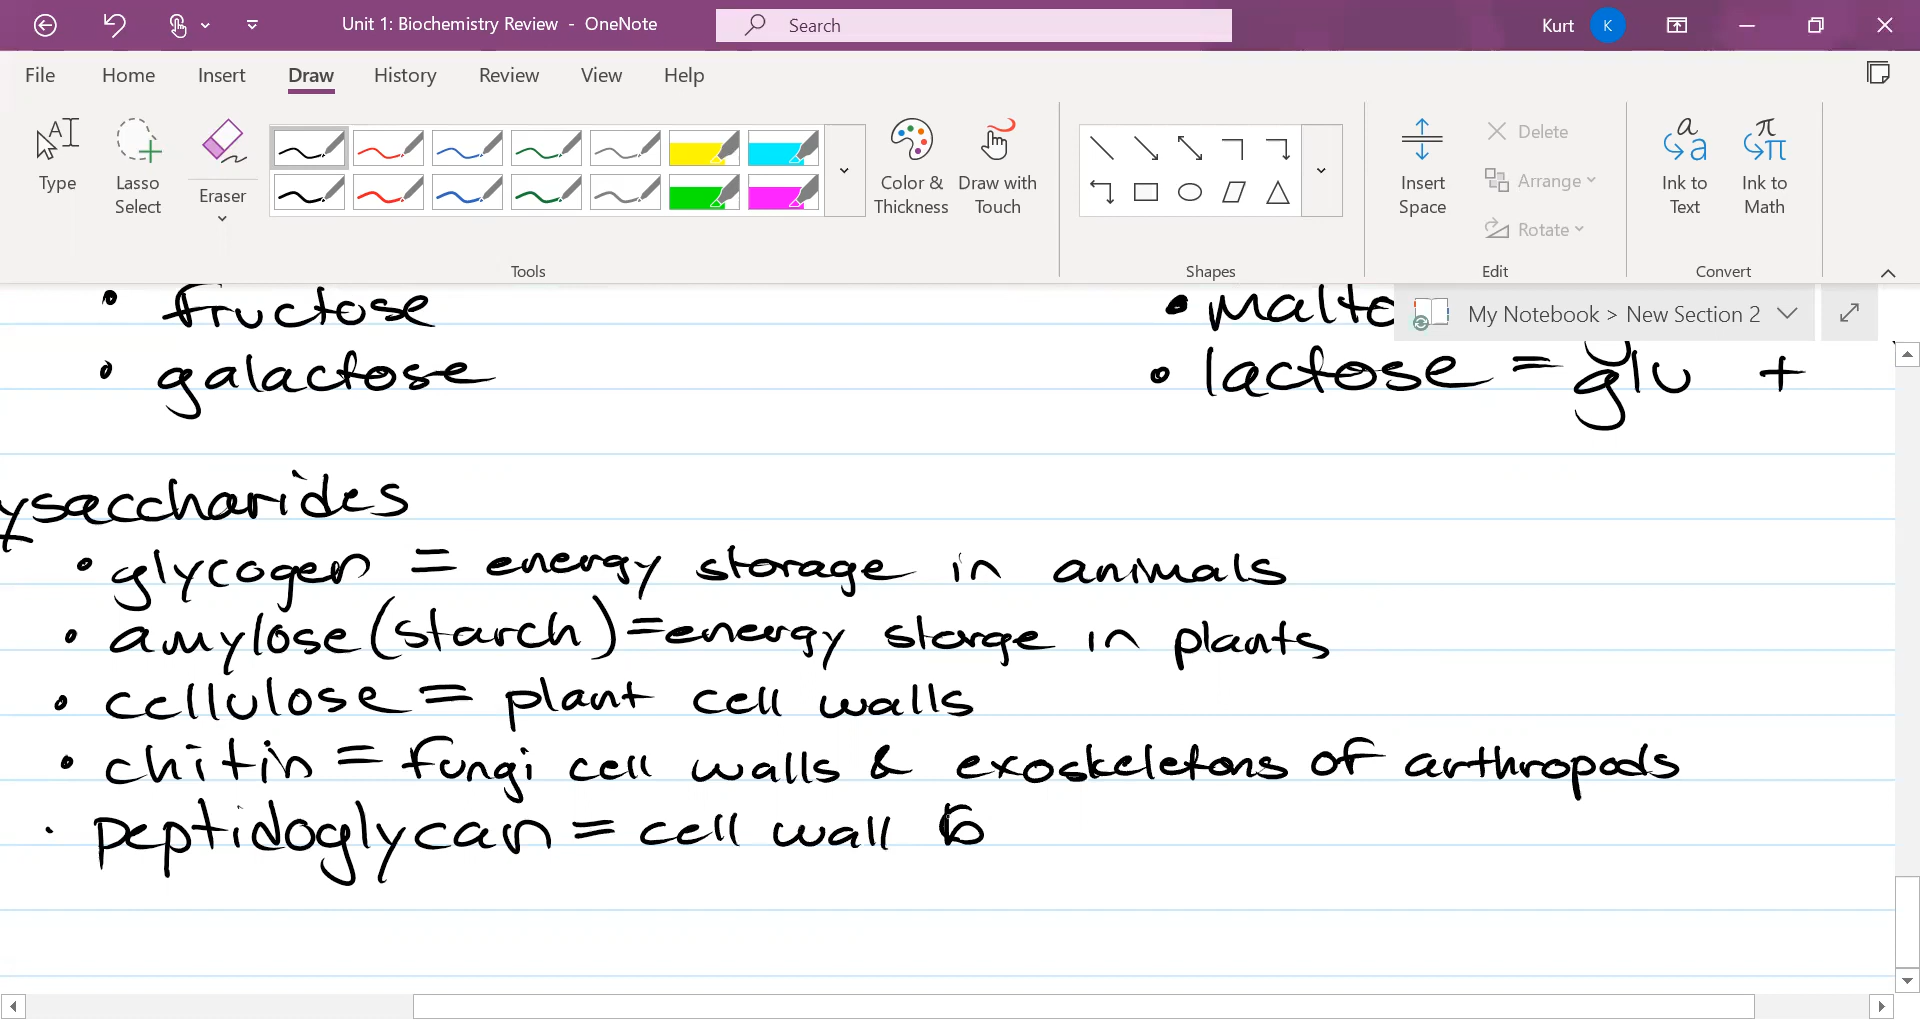 Unit 1: Biochemistry Review - OneNote
Search
Kurt
K
File Home Insert Draw History Review View Help
Type
Lasso Select
Eraser
Color & Thickness
Draw with Touch
Insert Space
Delete
Arrange
Rotate
Ink to Text
Ink to Math
Tools
Shapes
Edit
Convert
My Notebook > New Section 2
• fructose • malto
• galactose • lactose = glu +
ysaccharides
• glycogen = energy storage in animals
• amylose (starch) = energy storge in plants
• cellulose = plant cell walls
• chitin = fungi cell walls & exoskeletons of arthropods
• peptidoglycan = cell wall